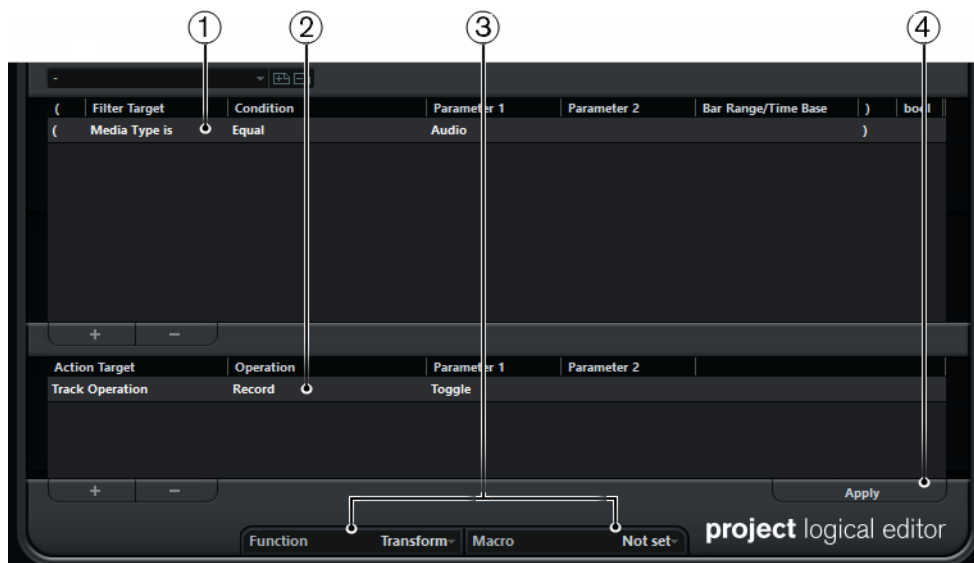 1 2 3 4
-
( Filter Target Condition Parameter 1 Parameter 2 Bar Range/Time Base ) bool
( Media Type is Equal Audio )
+ −
Action Target Operation Parameter 1 Parameter 2
Track Operation Record Toggle
+ −
Apply
Function Transform Macro Not set
project logical editor